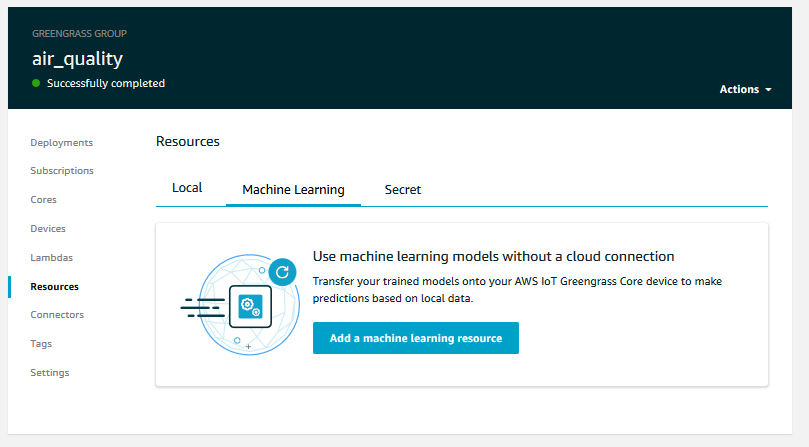 GREENGRASS GROUP
air_quality
Successfully completed
Actions
Deployments
Subscriptions
Cores
Devices
Lambdas
Resources
Connectors
Tags
Settings
Resources
Local Machine Learning Secret
Use machine learning models without a cloud connection
Transfer your trained models onto your AWS IoT Greengrass Core device to make
predictions based on local data.
Add a machine learning resource